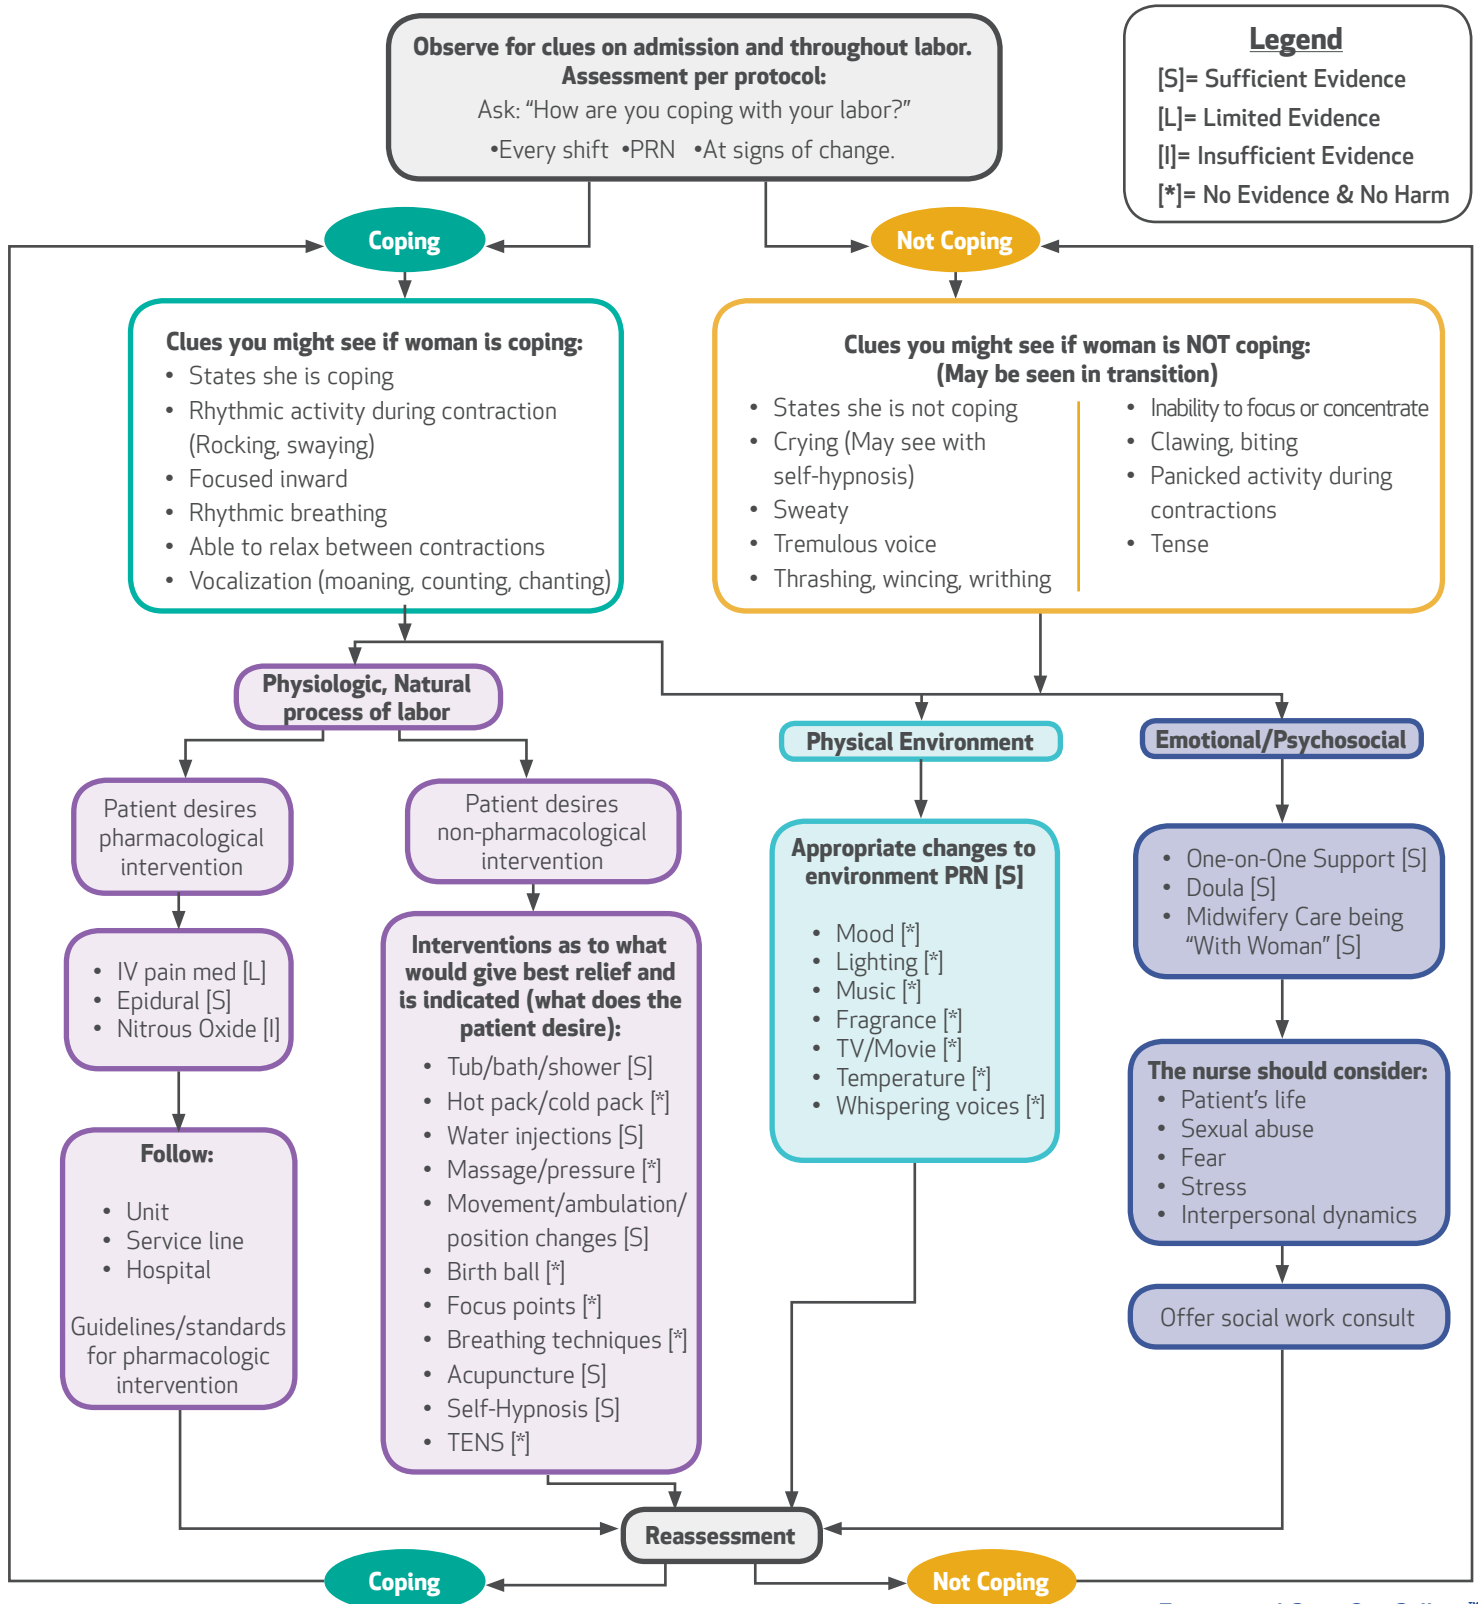 Observe for clues on admission and throughout labor.
Assessment per protocol:
Ask: “How are you coping with your labor?”
•Every shift •PRN •At signs of change.
Legend
[S]= Sufficient Evidence
[L]= Limited Evidence
[I]= Insufficient Evidence
[*]= No Evidence & No Harm
Coping
Not Coping
Clues you might see if woman is coping:
• States she is coping
• Rhythmic activity during contraction
(Rocking, swaying)
• Focused inward
• Rhythmic breathing
• Able to relax between contractions
• Vocalization (moaning, counting, chanting)
Clues you might see if woman is NOT coping:
(May be seen in transition)
• States she is not coping
• Crying (May see with
self-hypnosis)
• Sweaty
• Tremulous voice
• Thrashing, wincing, writhing
• Inability to focus or concentrate
• Clawing, biting
• Panicked activity during
contractions
• Tense
Physiologic, Natural
process of labor
Physical Environment
Emotional/Psychosocial
Patient desires
pharmacological
intervention
• IV pain med [L]
• Epidural [S]
• Nitrous Oxide [I]
Follow:
• Unit
• Service line
• Hospital
Guidelines/standards
for pharmacologic
intervention
Patient desires
non-pharmacological
intervention
Interventions as to what
would give best relief and
is indicated (what does the
patient desire):
• Tub/bath/shower [S]
• Hot pack/cold pack [*]
• Water injections [S]
• Massage/pressure [*]
• Movement/ambulation/
position changes [S]
• Birth ball [*]
• Focus points [*]
• Breathing techniques [*]
• Acupuncture [S]
• Self-Hypnosis [S]
• TENS [*]
Appropriate changes to
environment PRN [S]
• Mood [*]
• Lighting [*]
• Music [*]
• Fragrance [*]
• TV/Movie [*]
• Temperature [*]
• Whispering voices [*]
• One-on-One Support [S]
• Doula [S]
• Midwifery Care being
“With Woman” [S]
The nurse should consider:
• Patient’s life
• Sexual abuse
• Fear
• Stress
• Interpersonal dynamics
Offer social work consult
Reassessment
Coping
Not Coping